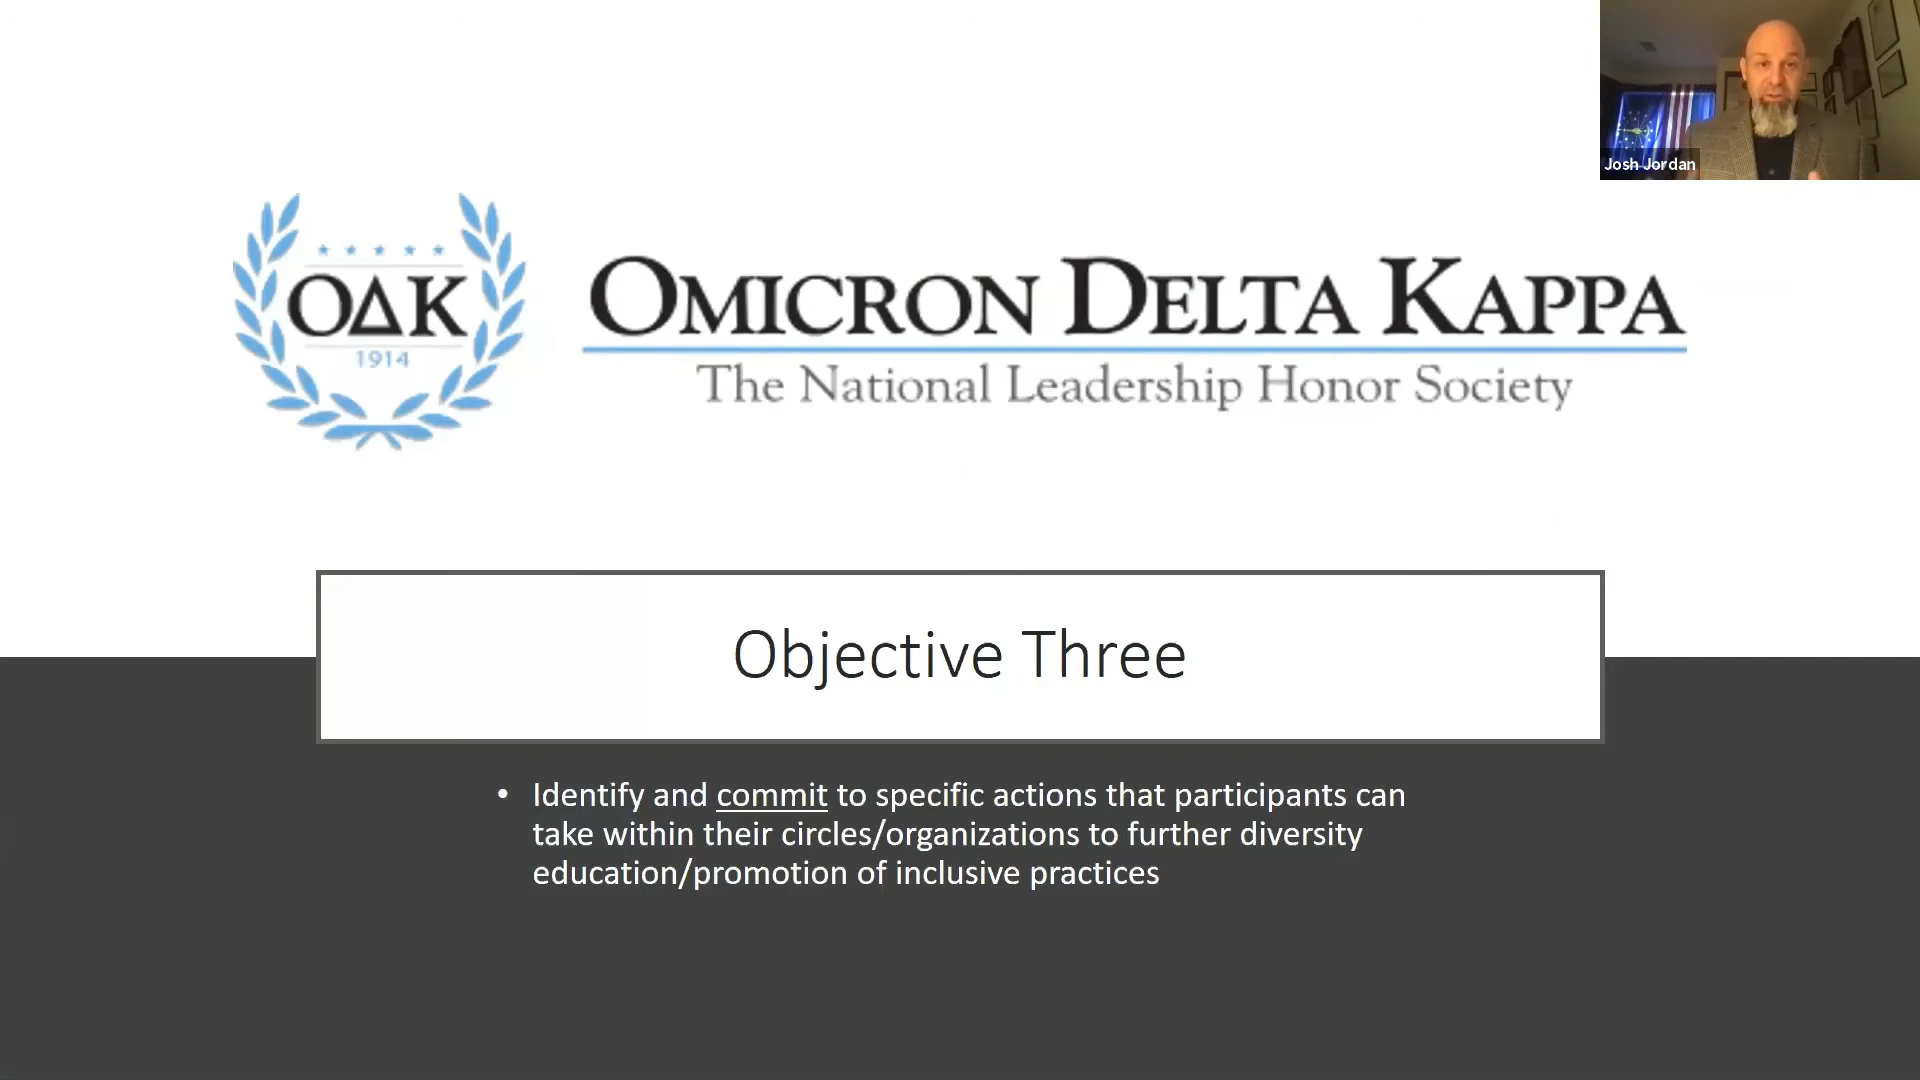 Josh Jordan
ΟΔΚ
1914
OMICRON DELTA KAPPA
The National Leadership Honor Society
Objective Three
• Identify and commit to specific actions that participants can
take within their circles/organizations to further diversity
education/promotion of inclusive practices